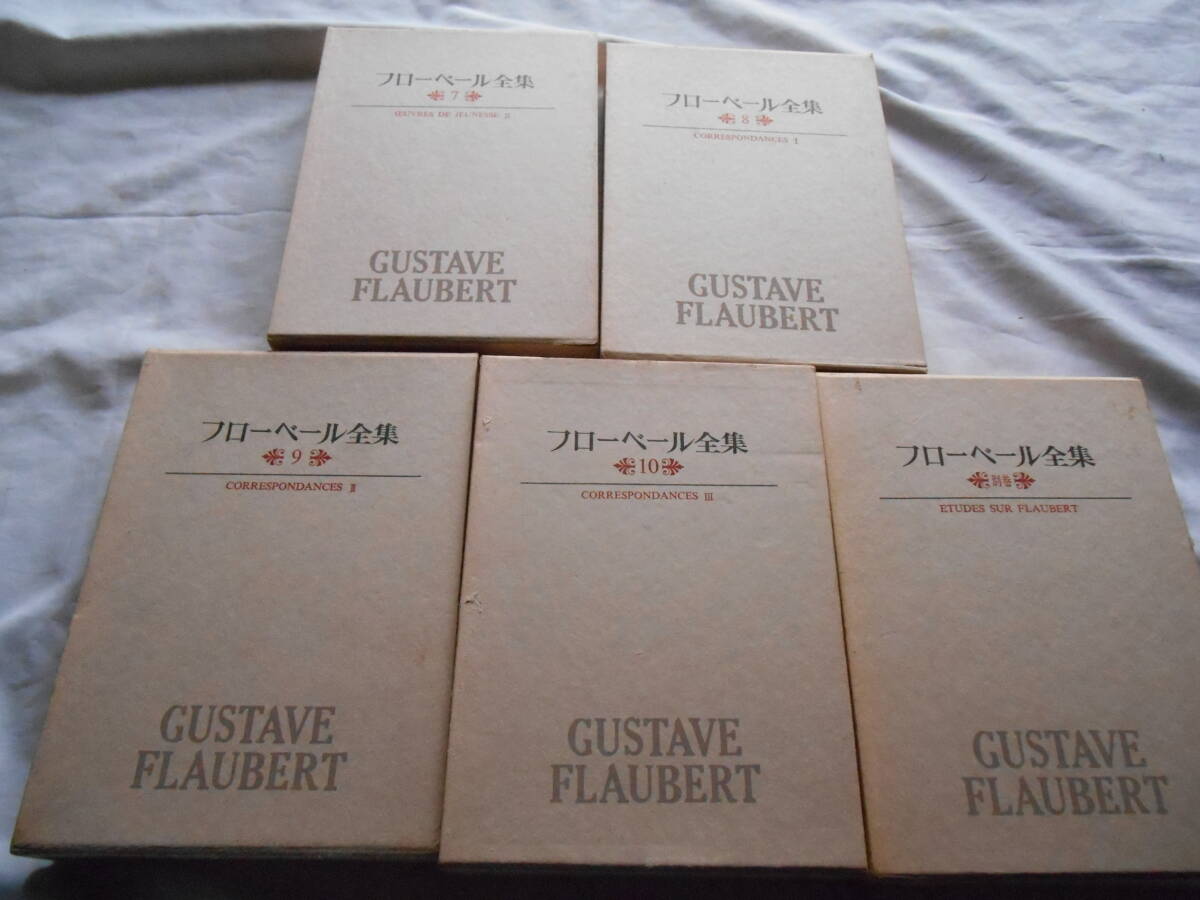 フローベール全集
7
ŒUVRES DE JEUNESSE II
GUSTAVE
FLAUBERT
フローベール全集
8
CORRESPONDANCES I
GUSTAVE
FLAUBERT
フローベール全集
9
CORRESPONDANCES II
GUSTAVE
FLAUBERT
フローベール全集
10
CORRESPONDANCES III
GUSTAVE
FLAUBERT
フローベール全集
別巻
ETUDES SUR FLAUBERT
GUSTAVE
FLAUBERT